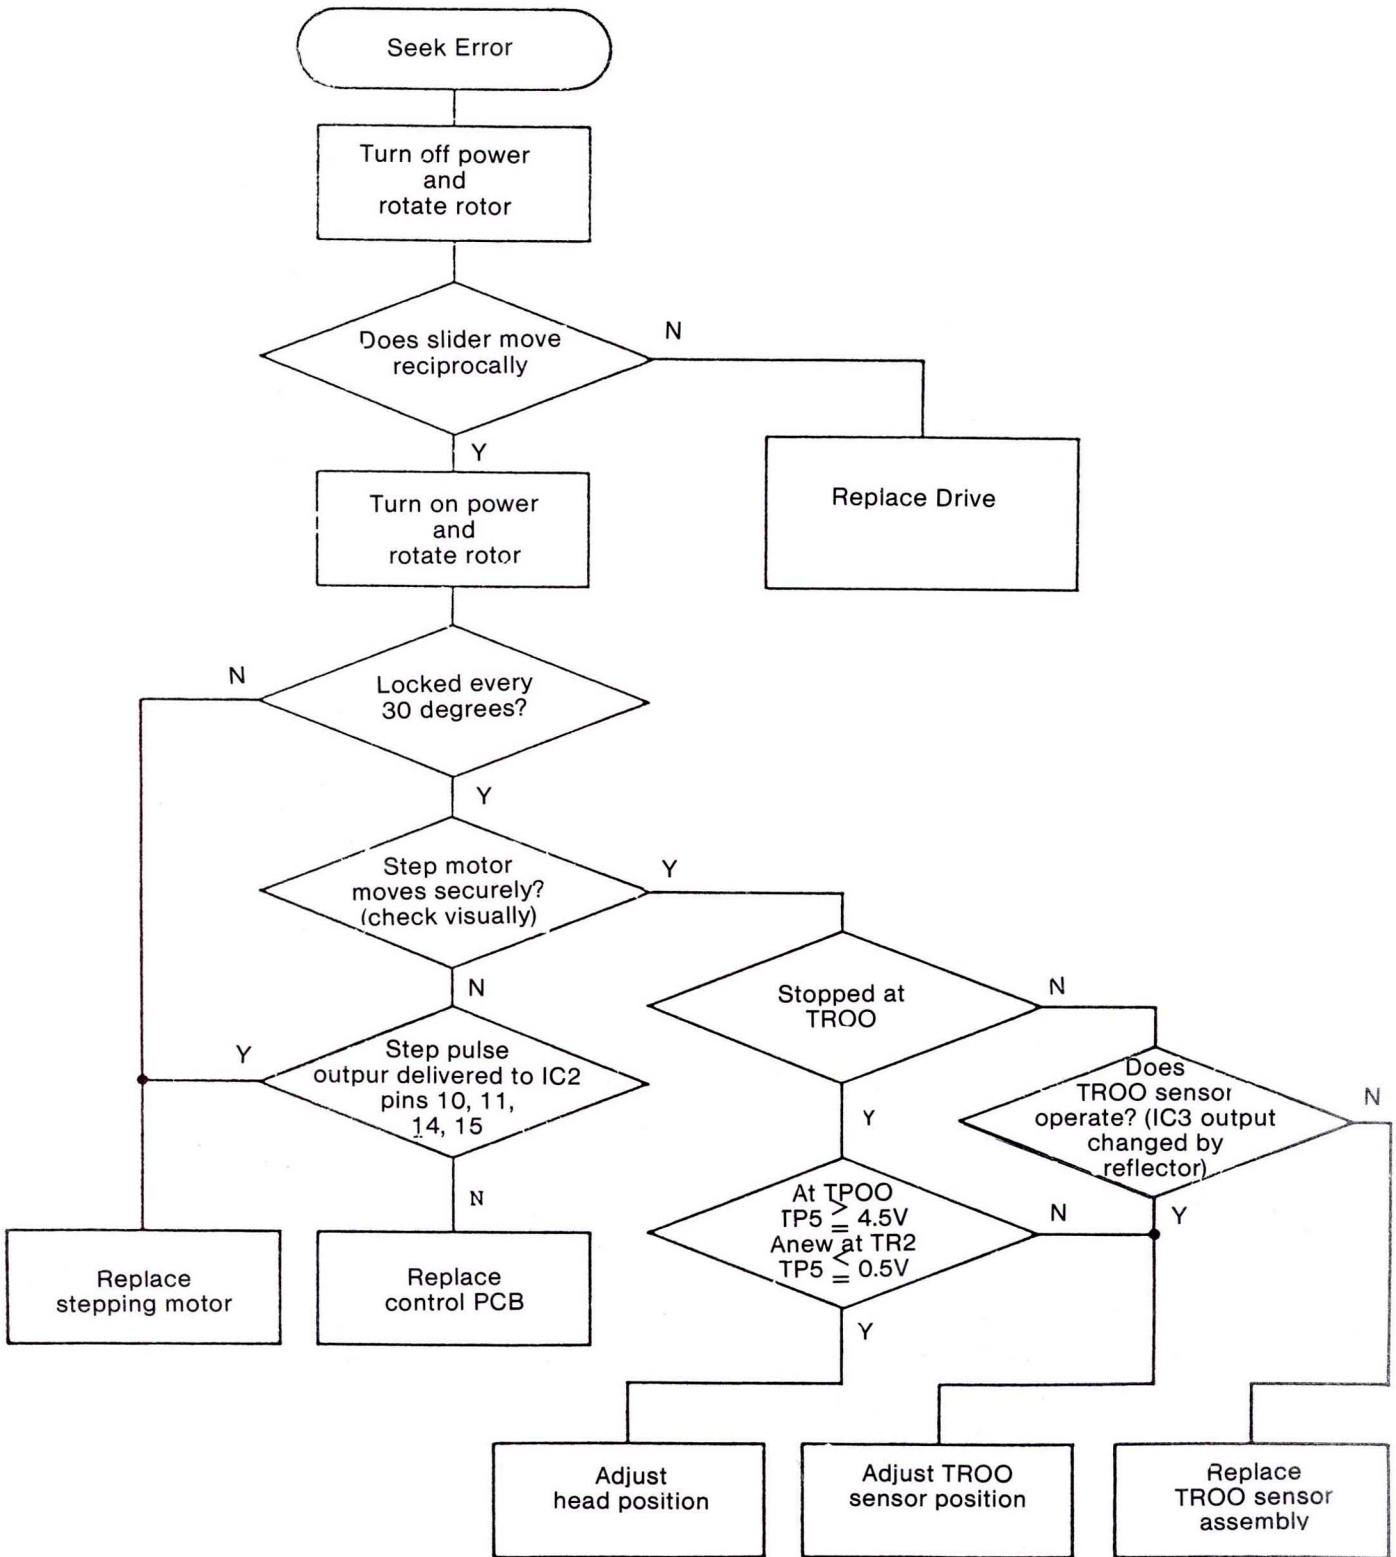 Seek Error
Turn off power
and
rotate rotor
Does slider move
reciprocally
N
Y
Replace Drive
Turn on power
and
rotate rotor
N
Locked every
30 degrees?
Y
Step motor
moves securely?
(check visually)
Y
N
Stopped at
TROO
N
Y
Y
Step pulse
outpur delivered to IC2
pins 10, 11,
14, 15
N
Does
TROO sensor
operate? (IC3 output
changed by
reflector)
N
Y
At TPOO
TP5 ≧ 4.5V
Anew at TR2
TP5 ≦ 0.5V
N
Y
Replace
stepping motor
Replace
control PCB
Adjust
head position
Adjust TROO
sensor position
Replace
TROO sensor
assembly